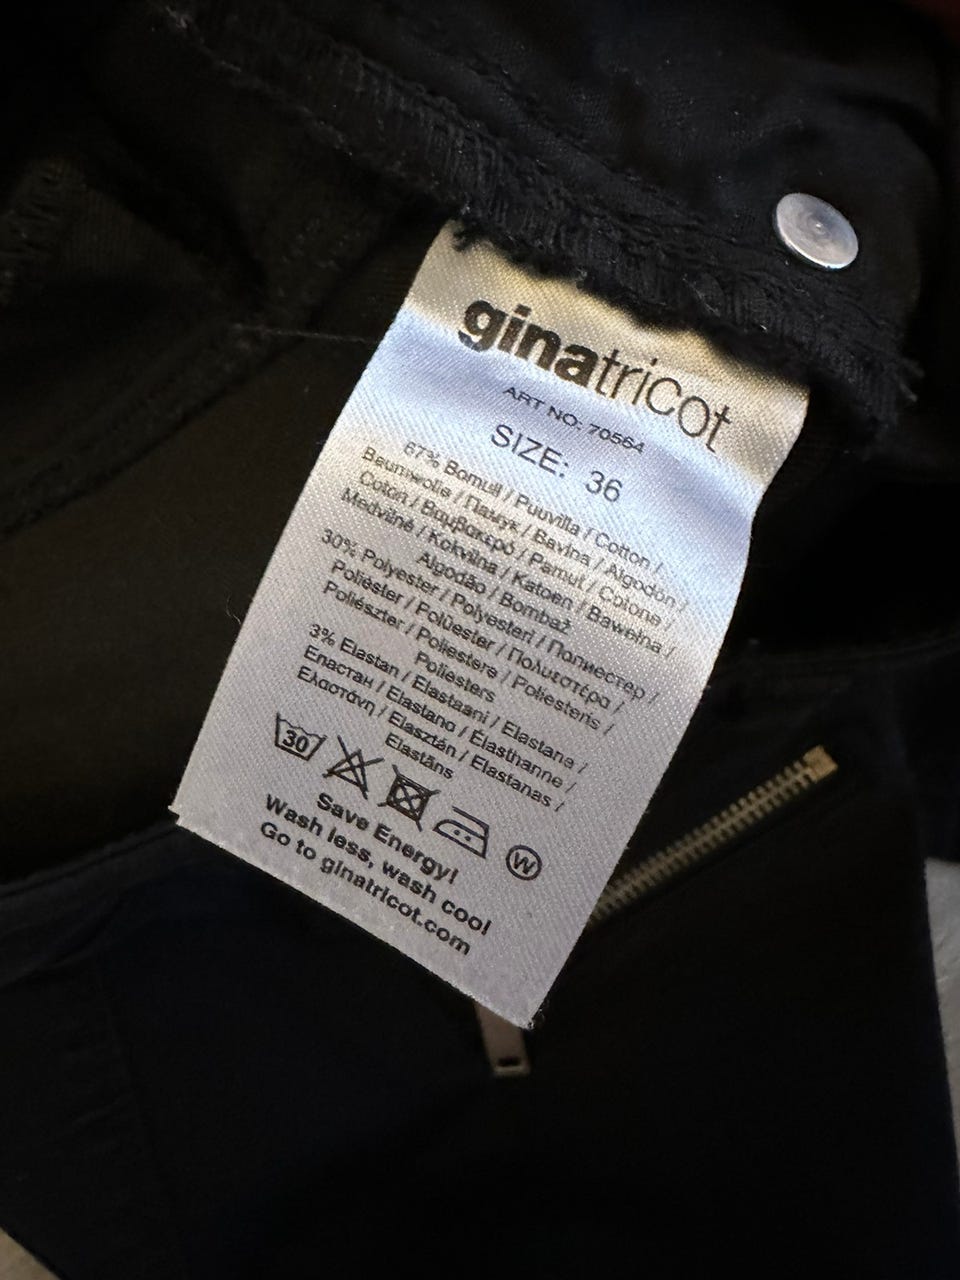 ginatricot
ART NO: 70564
SIZE: 36
67% Bomull / Puuvilla / Cotton /
Baumwolle / Памук / Bavlna / Algodón /
Coton / Βαμβακερό / Pamut / Cotone /
Medvilnė / Kokvilna / Katoen / Bawełna /
Algodão / Bombaž
30% Polyester / Polyesteri / Полиестер /
Poliéster / Polüester / Πολυεστέρα /
Poliészter / Poliestere / Poliesteris /
Poliesters
3% Elastan / Elastaani / Elastane /
Еластан / Elastano / Élasthanne /
Ελαστάνη / Elasztán / Elastanas /
Elastāns
30
W
Save Energy!
Wash less, wash cool
Go to ginatricot.com